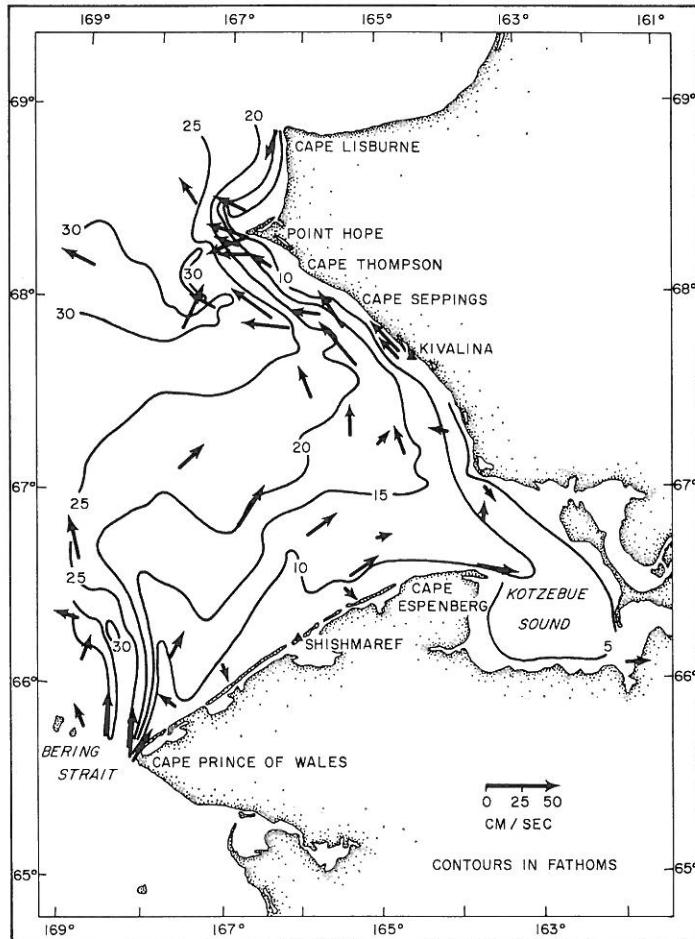 169° 167° 165° 163° 161°
69° 69°
20
25
CAPE LISBURNE
30
POINT HOPE
CAPE THOMPSON
10
30
68° 68°
CAPE SEPPINGS
30
KIVALINA
20
25
15
67° 67°
10
25
CAPE
ESPENBERG
KOTZEBUE
SOUND
30
SHISHMAREF
5
66° 66°
BERING
STRAIT
CAPE PRINCE OF WALES
0 25 50
CM / SEC
CONTOURS IN FATHOMS
65° 65°
169° 167° 165° 163° 161°